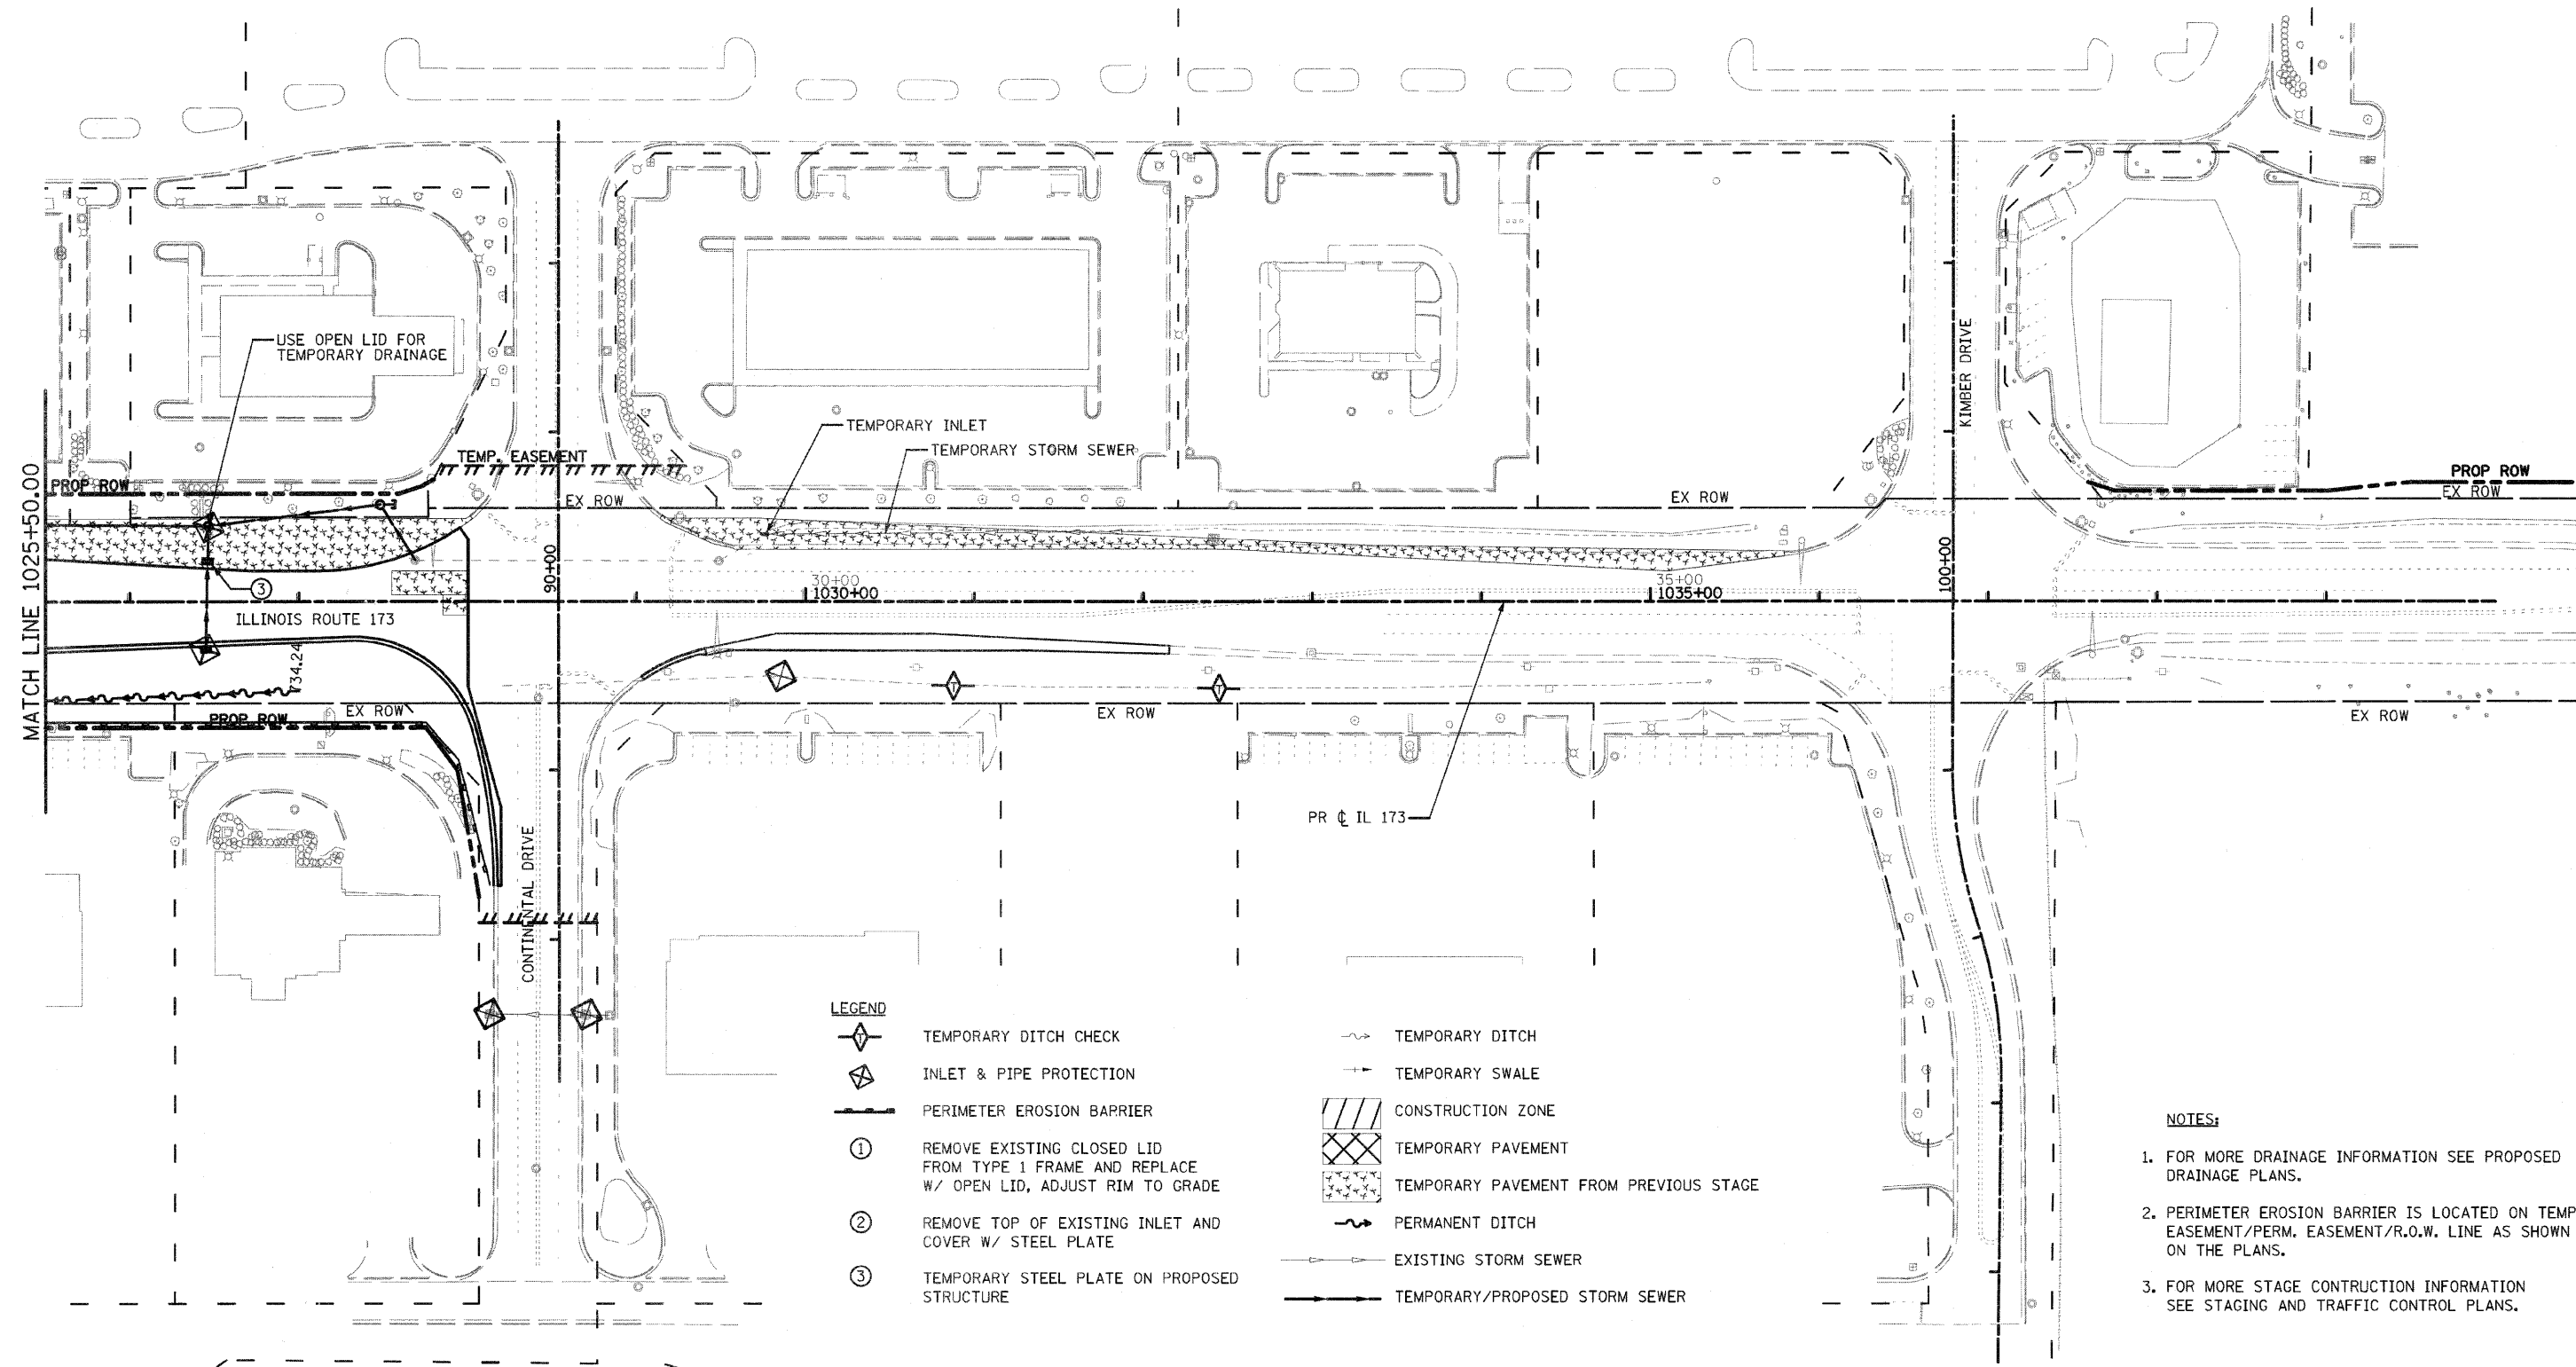 USE OPEN LID FOR
TEMPORARY DRAINAGE
KIMBER DRIVE
TEMPORARY INLET
TEMPORARY STORM SEWER
TEMP. EASEMENT
PROP ROW
EX ROW
EX ROW
PROP ROW
EX ROW
MATCH LINE 1025+50.00
90+00
100+00
30+00
1030+00
35+00
1035+00
3
ILLINOIS ROUTE 173
734.24
PROP ROW
EX ROW
EX ROW
EX ROW
PR ℄ IL 173
CONTINENTAL DRIVE
LEGEND
T TEMPORARY DITCH CHECK
INLET & PIPE PROTECTION
PERIMETER EROSION BARRIER
1 REMOVE EXISTING CLOSED LID
FROM TYPE 1 FRAME AND REPLACE
W/ OPEN LID, ADJUST RIM TO GRADE
2 REMOVE TOP OF EXISTING INLET AND
COVER W/ STEEL PLATE
3 TEMPORARY STEEL PLATE ON PROPOSED
STRUCTURE
TEMPORARY DITCH
TEMPORARY SWALE
CONSTRUCTION ZONE
TEMPORARY PAVEMENT
TEMPORARY PAVEMENT FROM PREVIOUS STAGE
PERMANENT DITCH
EXISTING STORM SEWER
TEMPORARY/PROPOSED STORM SEWER
NOTES:
1. FOR MORE DRAINAGE INFORMATION SEE PROPOSED
DRAINAGE PLANS.
2. PERIMETER EROSION BARRIER IS LOCATED ON TEMP
EASEMENT/PERM. EASEMENT/R.O.W. LINE AS SHOWN
ON THE PLANS.
3. FOR MORE STAGE CONTRUCTION INFORMATION
SEE STAGING AND TRAFFIC CONTROL PLANS.